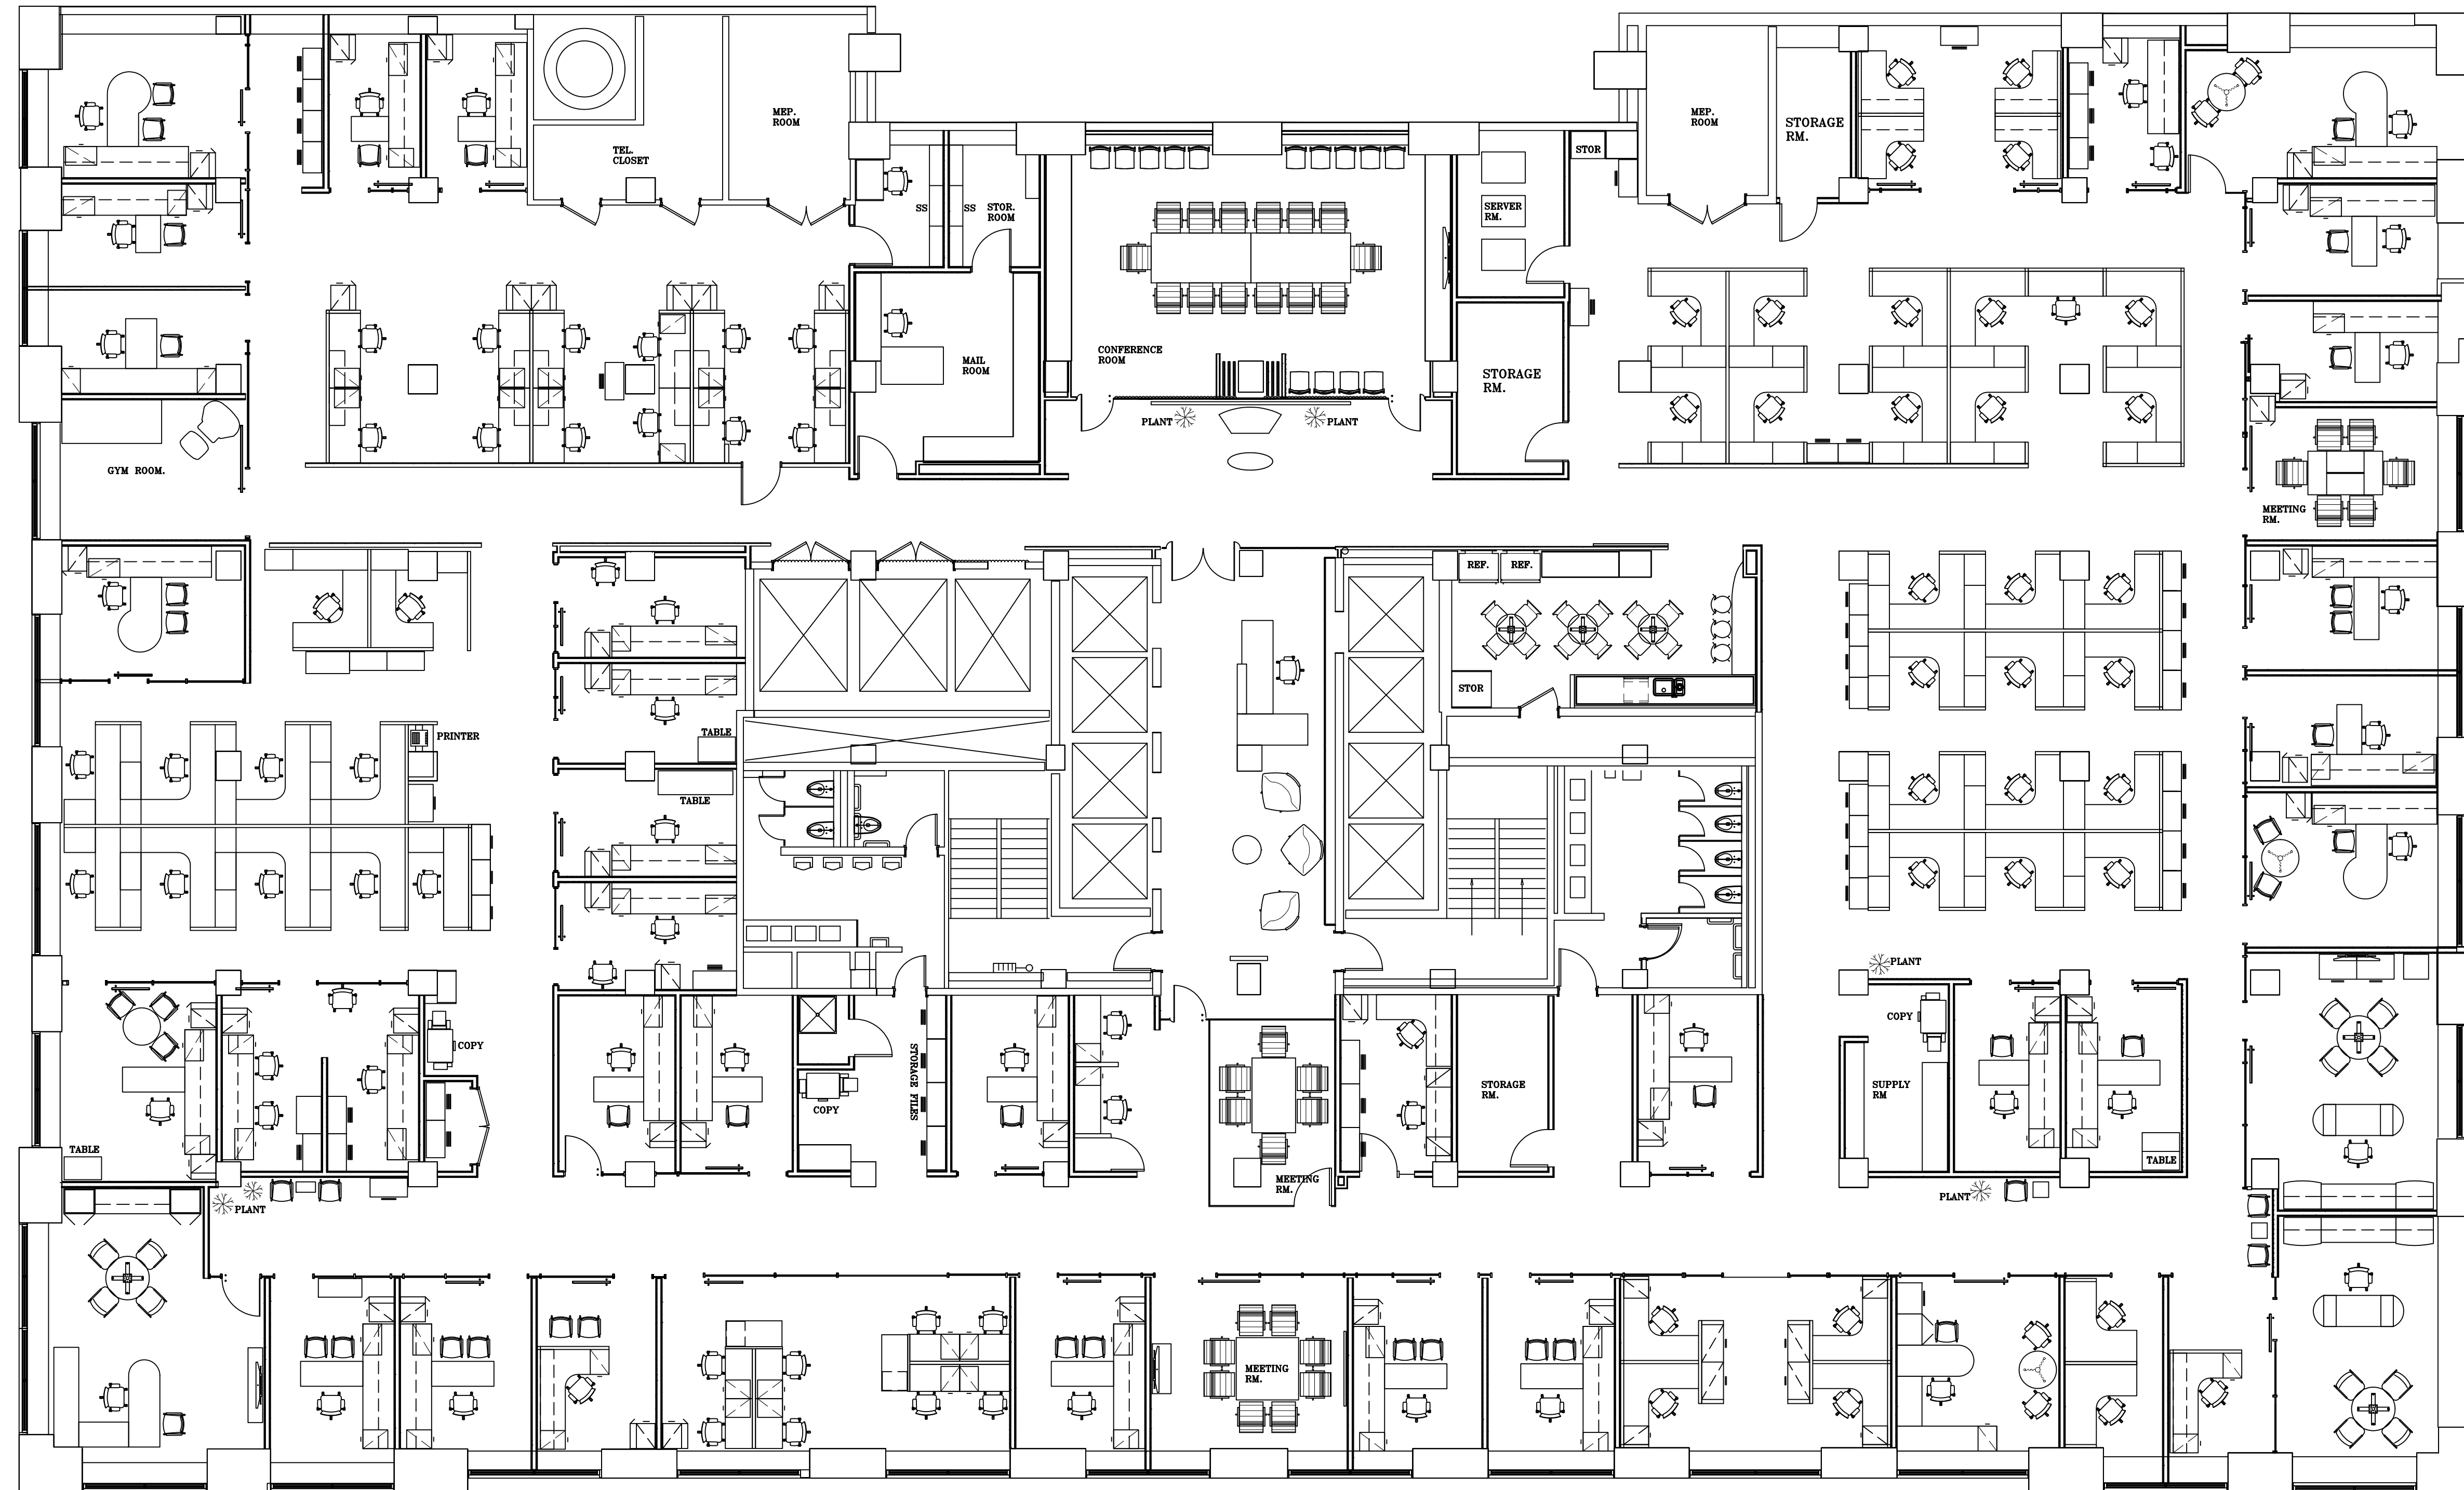 MEP.
ROOM
TEL.
CLOSET
SS
SS
STOR.
ROOM
STOR
SERVER
RM.
MEP.
ROOM
STORAGE
RM.
MAIL
ROOM
CONFERENCE
ROOM
STORAGE
RM.
PLANT
PLANT
GYM ROOM.
MEETING
RM.
REF.
REF.
STOR
PRINTER
TABLE
TABLE
PLANT
COPY
COPY
STORAGE FILES
COPY
STORAGE
RM.
SUPPLY
RM
TABLE
TABLE
MEETING
RM.
PLANT
PLANT
MEETING
RM.